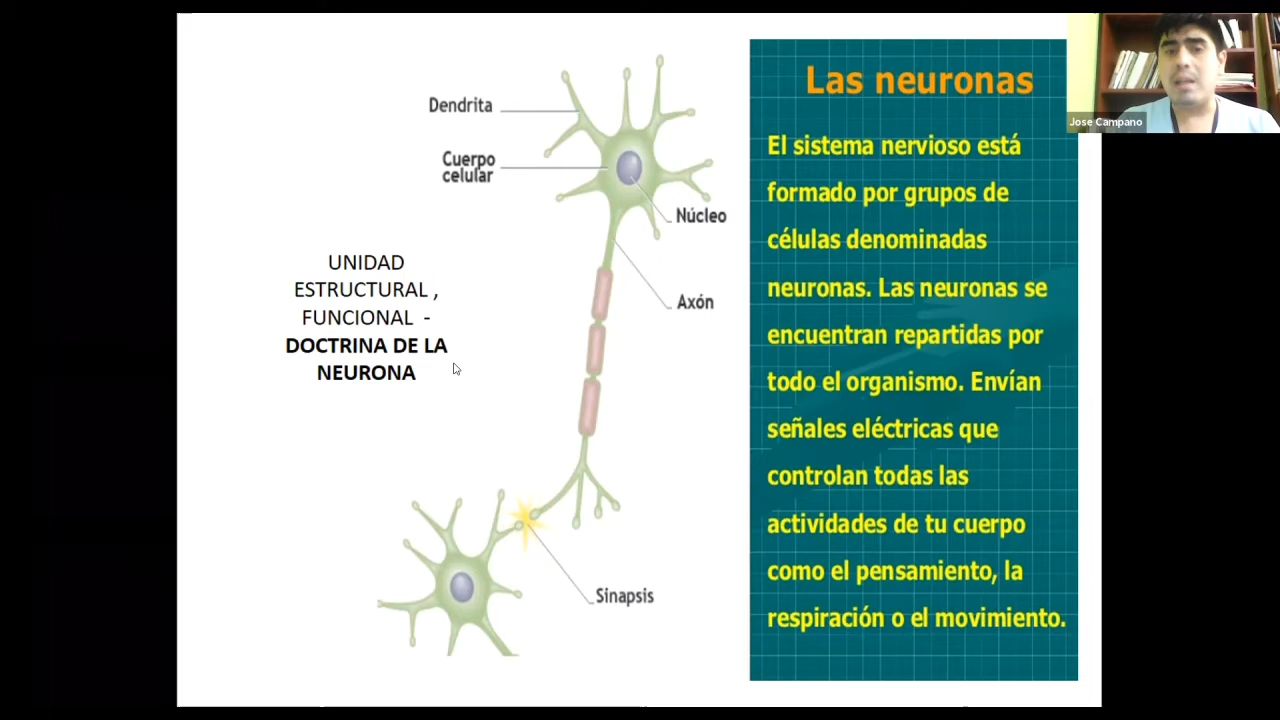 Dendrita
Cuerpo
celular
Núcleo
Axón
UNIDAD
ESTRUCTURAL ,
FUNCIONAL -
DOCTRINA DE LA
NEURONA
Sinapsis
Las neuronas
El sistema nervioso está
formado por grupos de
células denominadas
neuronas. Las neuronas se
encuentran repartidas por
todo el organismo. Envían
señales eléctricas que
controlan todas las
actividades de tu cuerpo
como el pensamiento, la
respiración o el movimiento.
Jose Campano